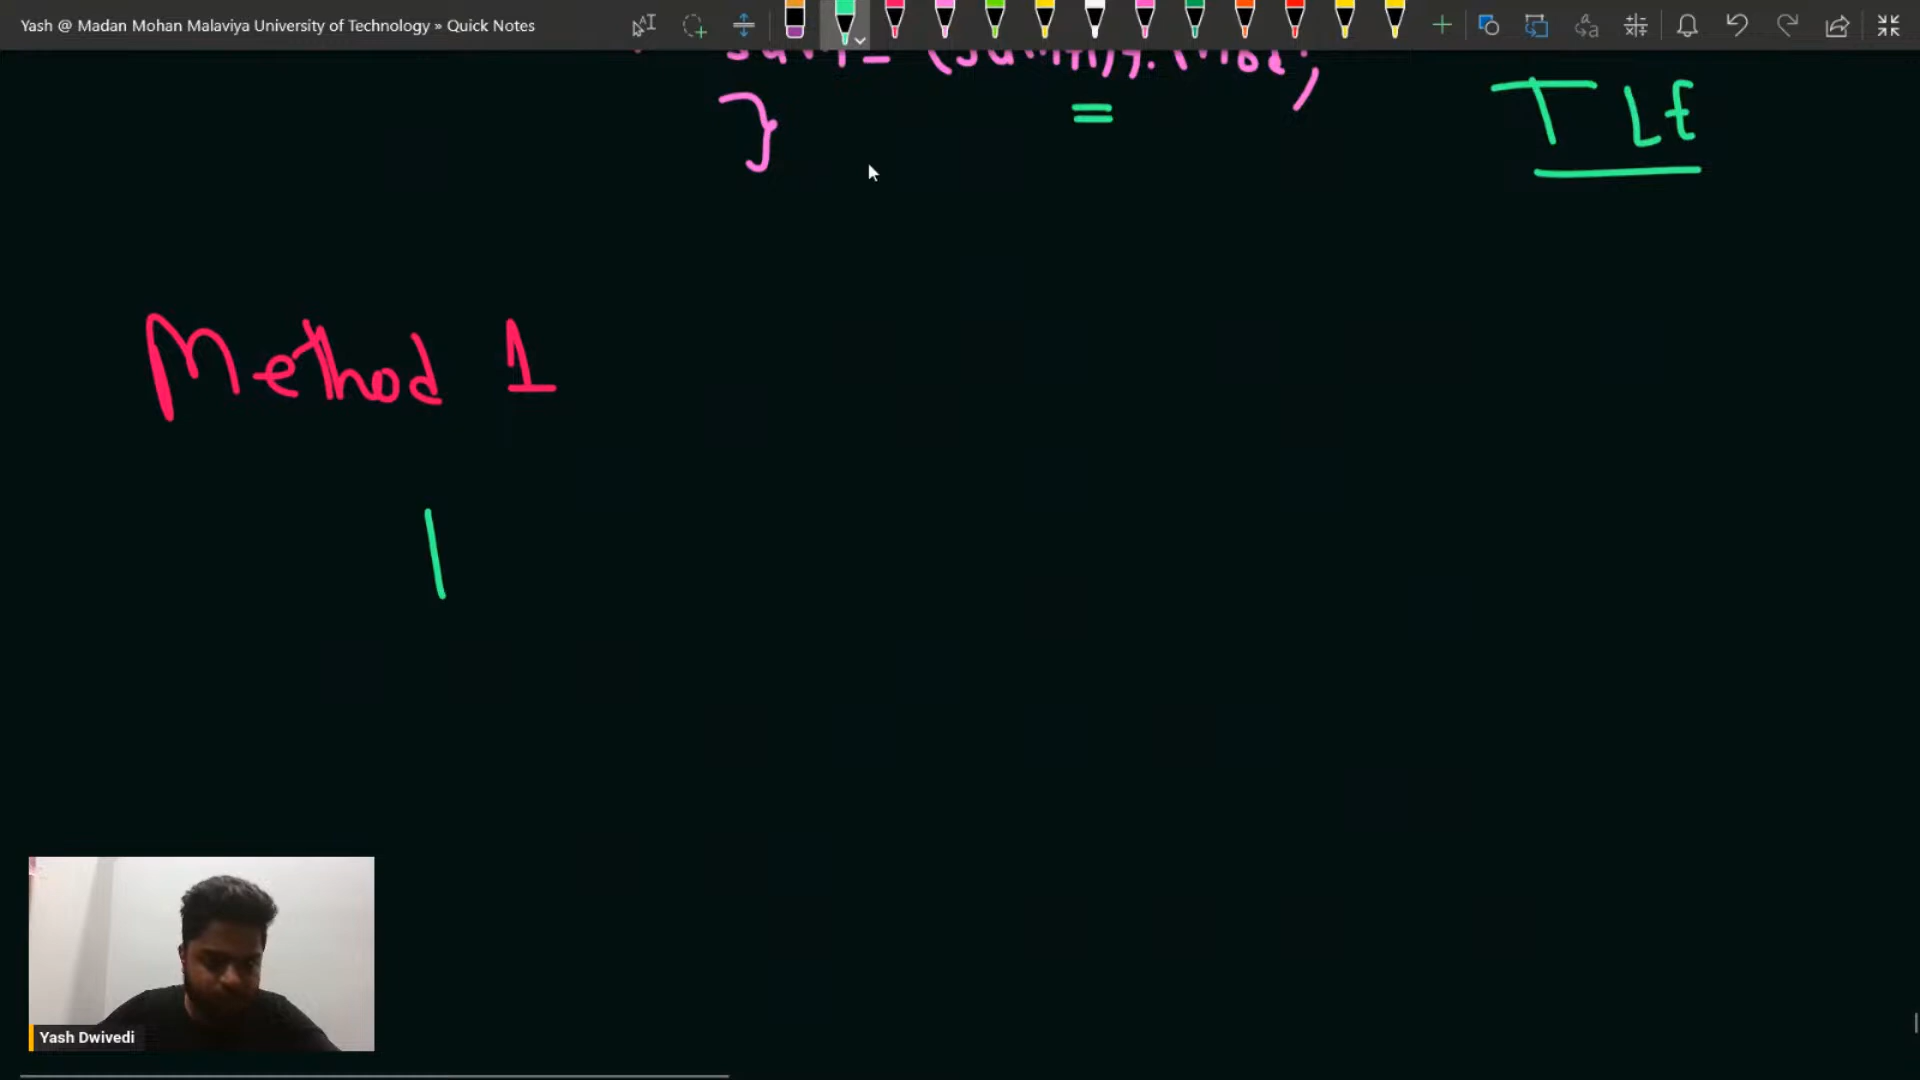 Yash @ Madan Mohan Malaviya University of Technology » Quick Notes
}
=
TLE
Method 1
|
Yash Dwivedi